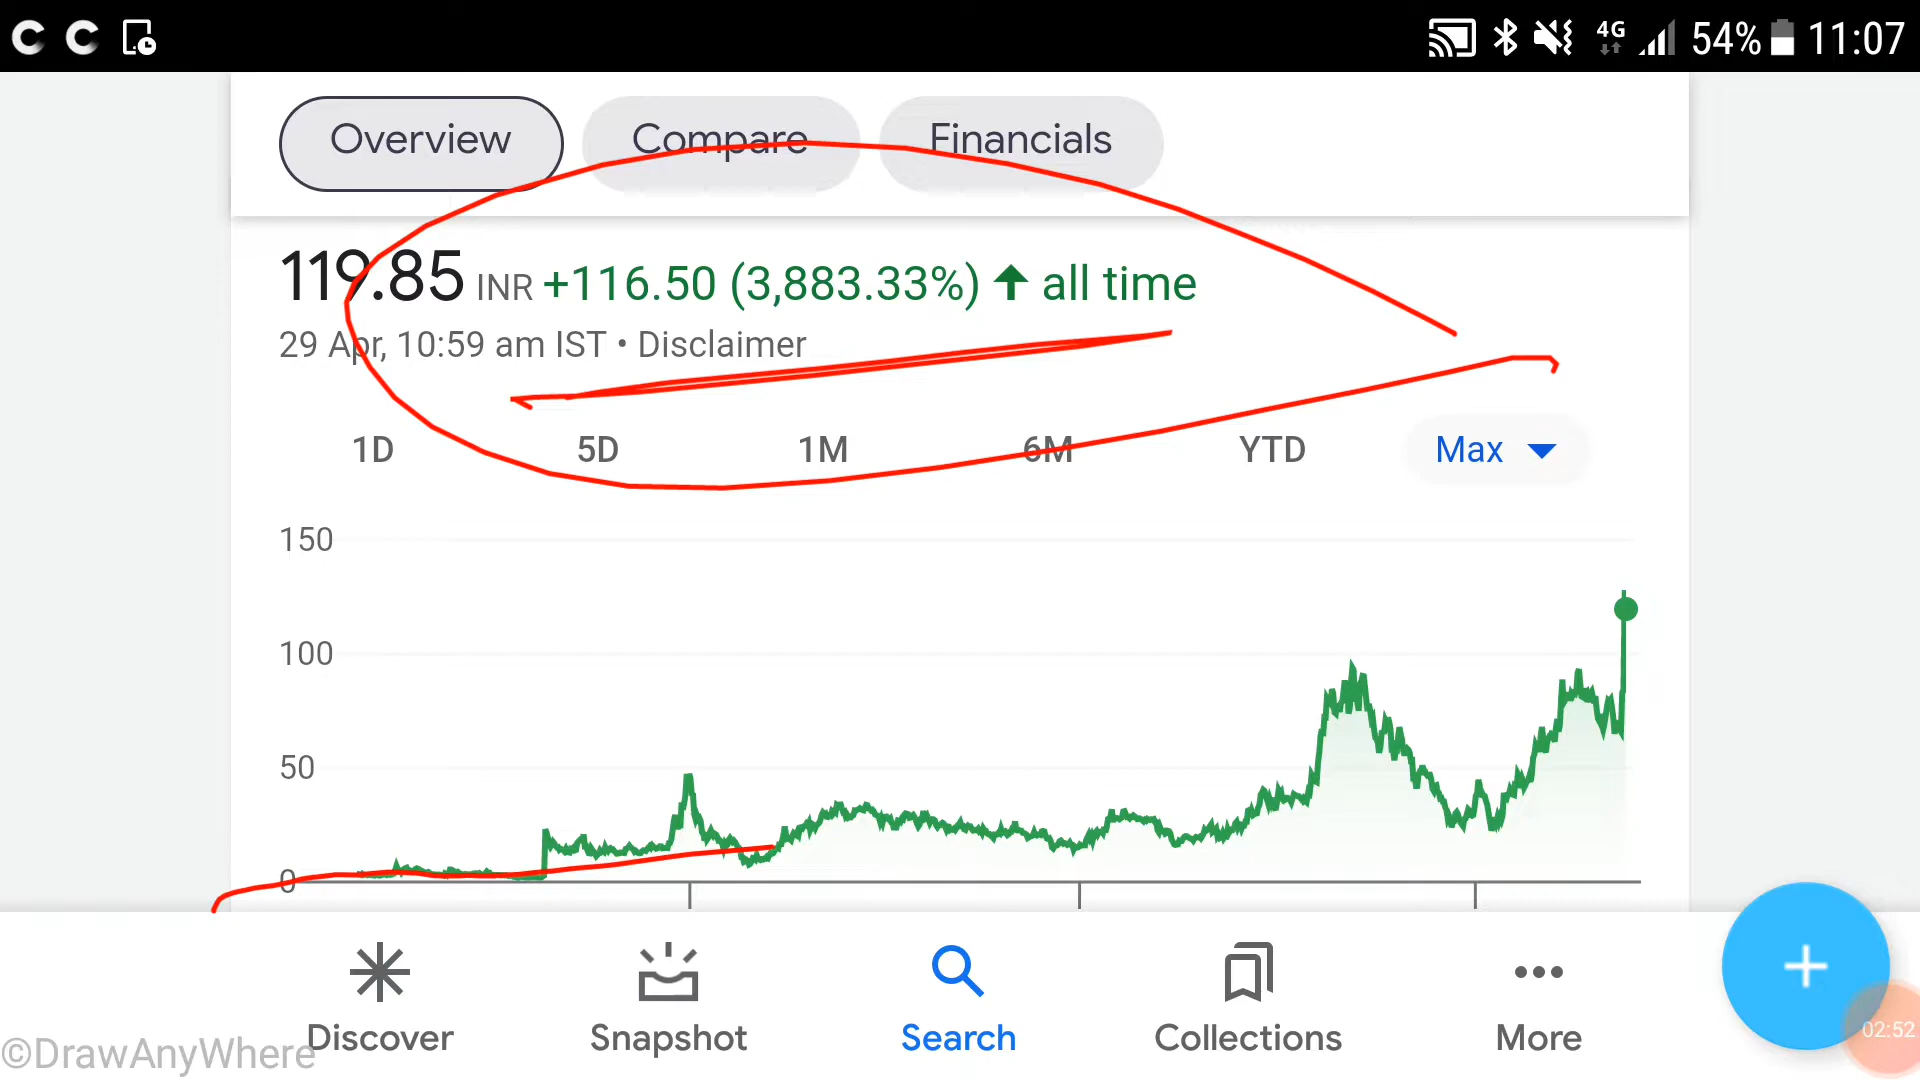 4G 54% 11:07
Overview Compare Financials
119.85 INR +116.50 (3,883.33%) all time
29 Apr, 10:59 am IST • Disclaimer
1D 5D 1M 6M YTD Max
150
100
50
0
Discover Snapshot Search Collections More
02:52
©DrawAnyWhere